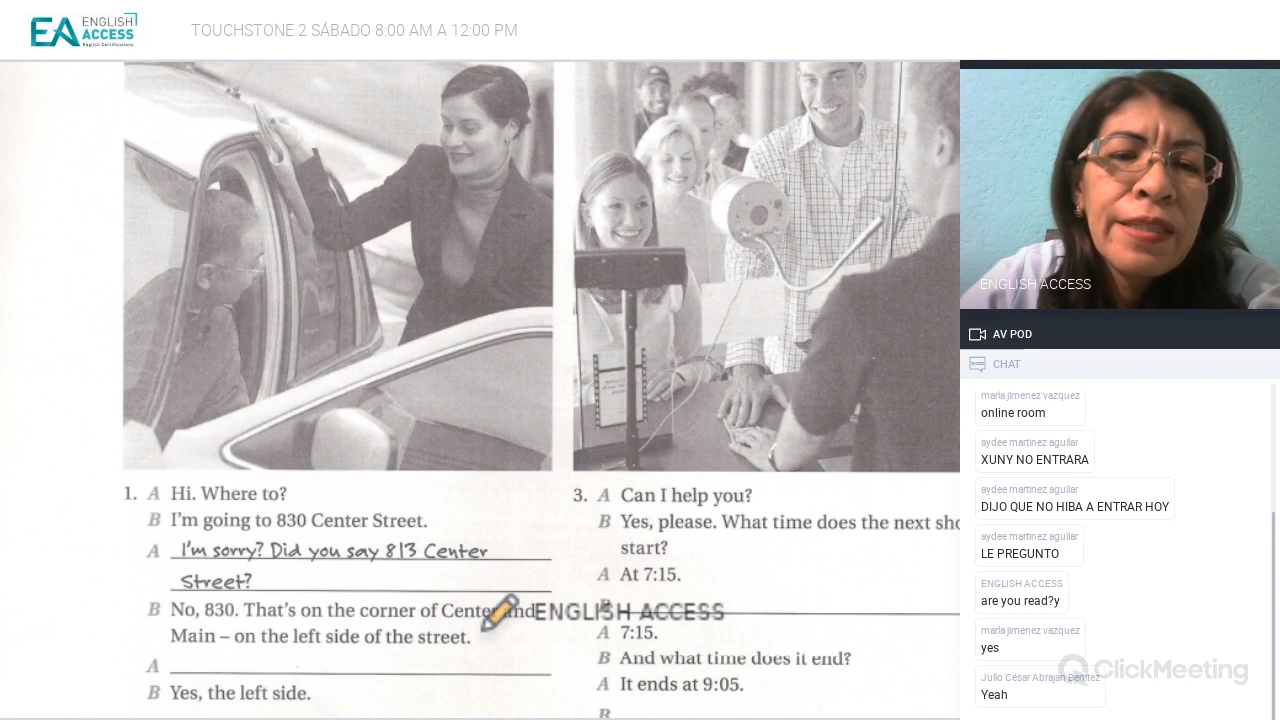 EA ENGLISH
ACCESS
English Certifications
TOUCHSTONE 2 SÁBADO 8:00 AM A 12:00 PM
1. A Hi. Where to?
B I'm going to 830 Center Street.
A I'm sorry? Did you say 813 Center
Street?
B No, 830. That's on the corner of Center and
Main – on the left side of the street.
A
B Yes, the left side.
3. A Can I help you?
B Yes, please. What time does the next sho
start?
A At 7:15.
B
A 7:15.
B And what time does it end?
A It ends at 9:05.
B
ENGLISH ACCESS
ENGLISH ACCESS
AV POD
CHAT
maria jimenez vazquez
online room
aydee martinez aguilar
XUNY NO ENTRARA
aydee martinez aguilar
DIJO QUE NO HIBA A ENTRAR HOY
aydee martinez aguilar
LE PREGUNTO
ENGLISH ACCESS
are you read?y
maria jimenez vazquez
yes
Julio César Abrajan Benitez
Yeah
ClickMeeting